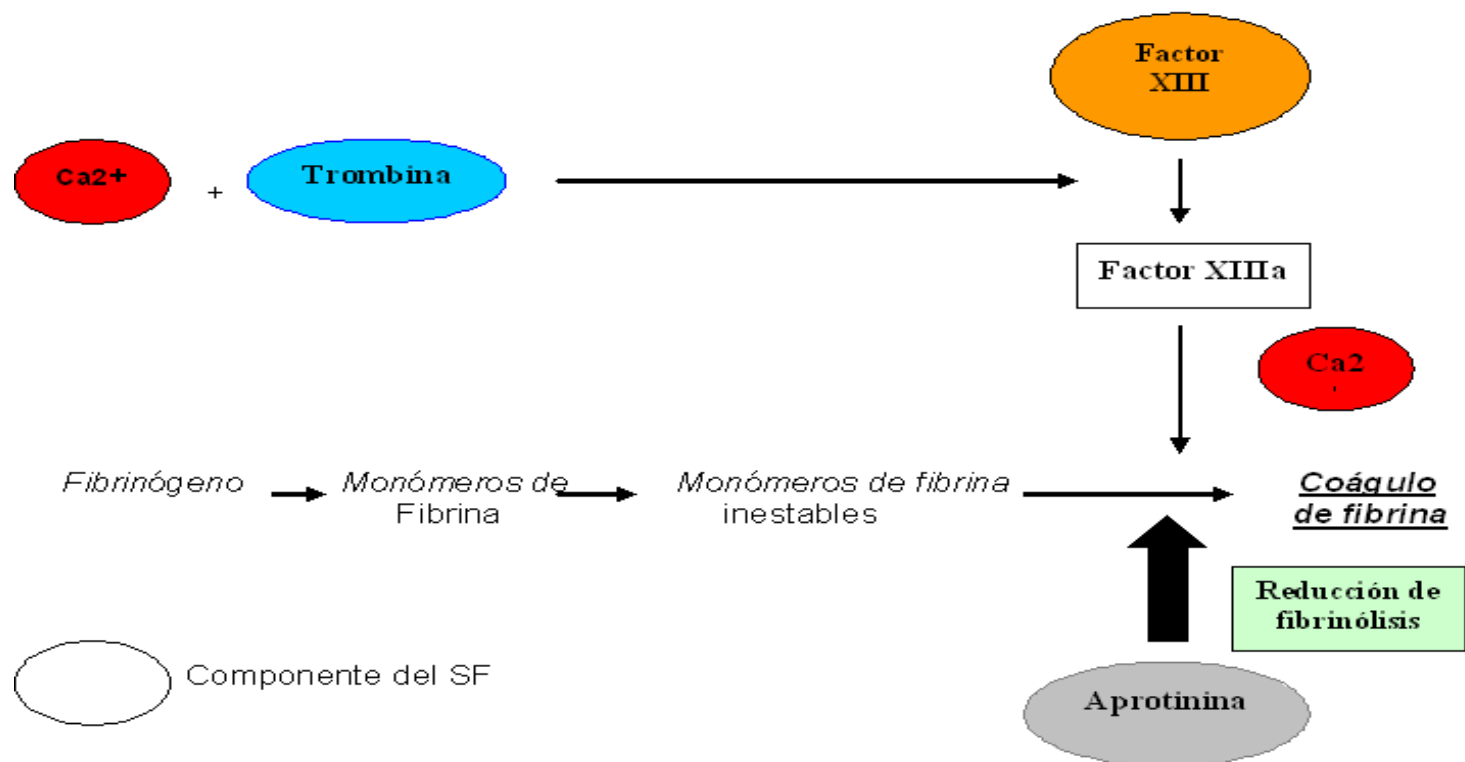 Factor
XIII
Ca2+
+
Trombina
Factor XIIIa
Ca2
Fibrinógeno
Monómeros de
Fibrina
Monómeros de fibrina
inestables
Coágulo
de fibrina
Reducción de
fibrinólisis
Componente del SF
Aprotinina